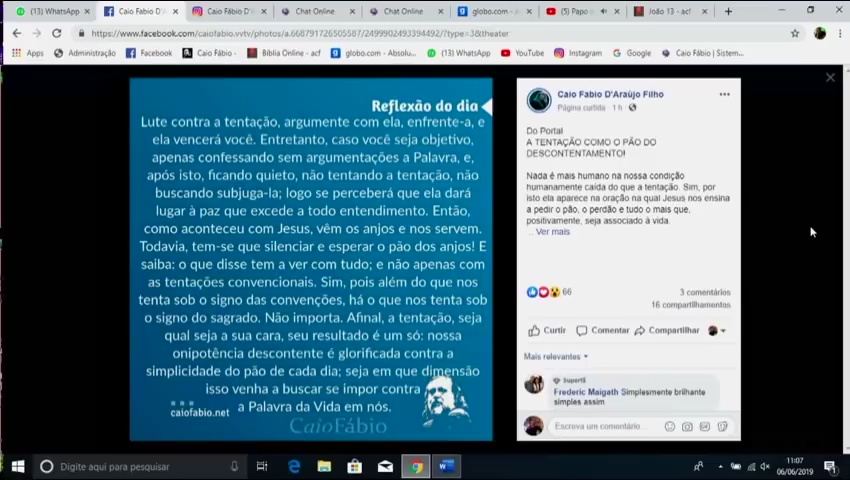 (13) WhatsApp
Caio Fabio D'A
Caio Fábio D'
Chat Online
Chat Online
globo.com -
(5) Papo
João 13 - acf
https://www.facebook.com/caiofabio.vvtv/photos/a.668791726505587/2499902493394492/?type=3&theater
Apps
Administração
Facebook
Caio Fábio -
Bíblia Online - acf
globo.com - Absolu...
(13) WhatsApp
YouTube
Instagram
Google
Caio Fábio | Sistem...
Reflexão do dia
Lute contra a tentação, argumente com ela, enfrente-a, e
ela vencerá você. Entretanto, caso você seja objetivo,
apenas confessando sem argumentações a Palavra, e,
após isto, ficando quieto, não tentando a tentação, não
buscando subjuga-la; logo se perceberá que ela dará
lugar à paz que excede a todo entendimento. Então,
como aconteceu com Jesus, vêm os anjos e nos servem.
Todavia, tem-se que silenciar e esperar o pão dos anjos! E
saiba: o que disse tem a ver com tudo; e não apenas com
as tentações convencionais. Sim, pois além do que nos
tenta sob o signo das convenções, há o que nos tenta sob
o signo do sagrado. Não importa. Afinal, a tentação, seja
qual seja a sua cara, seu resultado é um só: nossa
onipotência descontente é glorificada contra a
simplicidade do pão de cada dia; seja em que dimensão
isso venha a buscar se impor contra
a Palavra da Vida em nós.
caiofabio.net
CaioFábio
Caio Fabio D'Araújo Filho
Página curtida · 1 h ·
Do Portal
A TENTAÇÃO COMO O PÃO DO
DESCONTENTAMENTO!
Nada é mais humano na nossa condição
humanamente caída do que a tentação. Sim, por
isto ela aparece na oração na qual Jesus nos ensina
a pedir o pão, o perdão e tudo o mais que,
positivamente, seja associado à vida.
... Ver mais
66
3 comentários
16 compartilhamentos
Curtir
Comentar
Compartilhar
Mais relevantes
Superfã
Frederic Maigath Simplesmente brilhante
simples assim
Escreva um comentário...
Digite aqui para pesquisar
11:07
06/06/2019